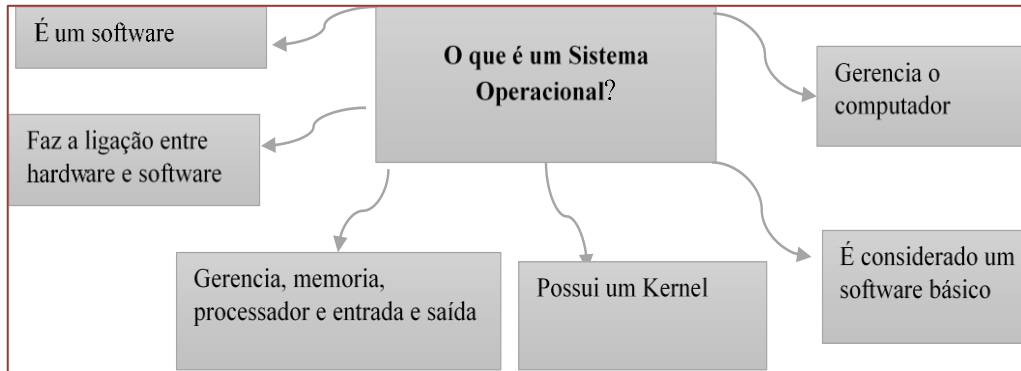 É um software
O que é um Sistema
Operacional?
Gerencia o
computador
Faz a ligação entre
hardware e software
Gerencia, memoria,
processador e entrada e saída
Possui um Kernel
É considerado um
software básico